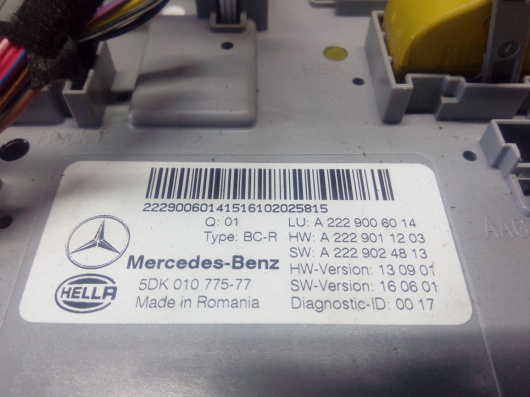 22290060141516102025815
Q: 01
LU: A 222 900 60 14
Type: BC-R
HW: A 222 901 12 03
Mercedes-Benz
SW: A 222 902 48 13
HELLA
5DK 010 775-77
HW-Version: 13 09 01
Made in Romania
SW-Version: 16 06 01
Diagnostic-ID: 00 17